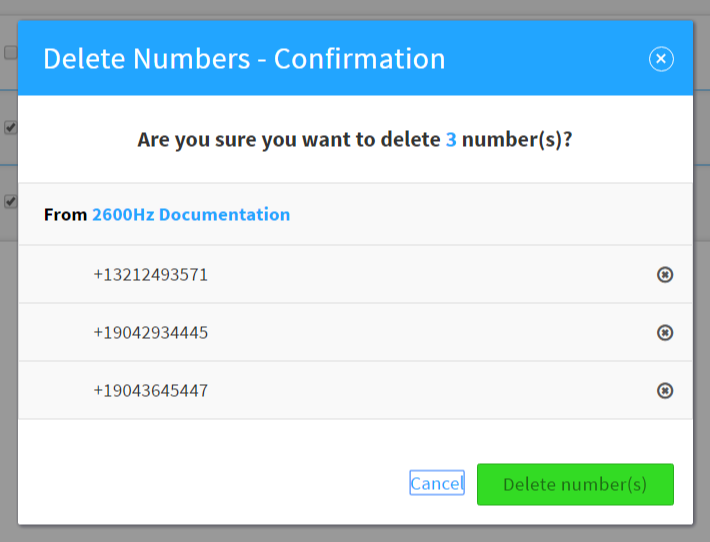 Delete Numbers - Confirmation
Are you sure you want to delete 3 number(s)?
From 2600Hz Documentation
+13212493571
+19042934445
+19043645447
Cancel
Delete number(s)